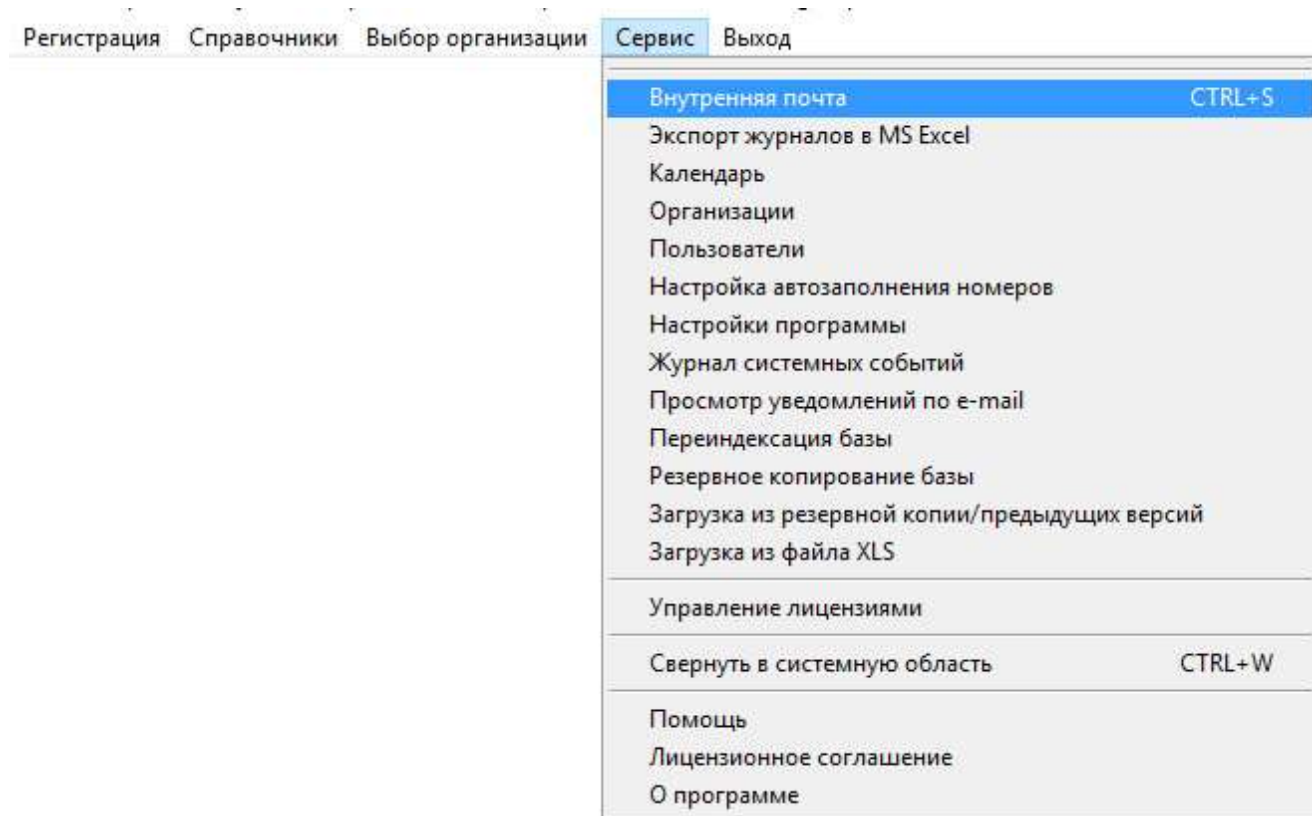 Регистрация Справочники Выбор организации Сервис Выход
Внутренняя почта CTRL+S
Экспорт журналов в MS Excel
Календарь
Организации
Пользователи
Настройка автозаполнения номеров
Настройки программы
Журнал системных событий
Просмотр уведомлений по e-mail
Переиндексация базы
Резервное копирование базы
Загрузка из резервной копии/предыдущих версий
Загрузка из файла XLS
Управление лицензиями
Свернуть в системную область CTRL+W
Помощь
Лицензионное соглашение
О программе